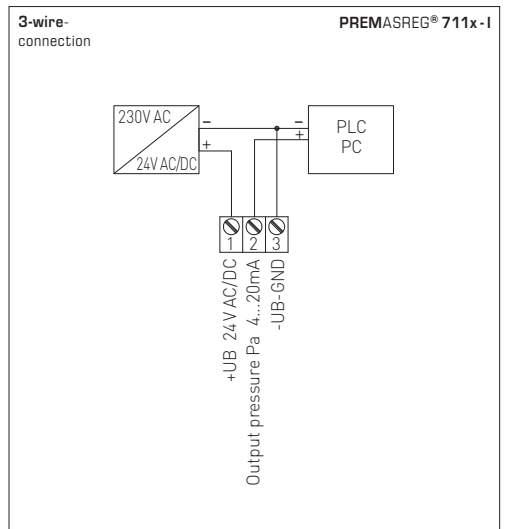 3-wire-
connection
PREMASREG® 711x - I
230V AC
24V AC/DC
–
+
–
+
PLC
PC
1
2
3
+UB 24V AC/DC
Output pressure Pa 4...20mA
-UB-GND